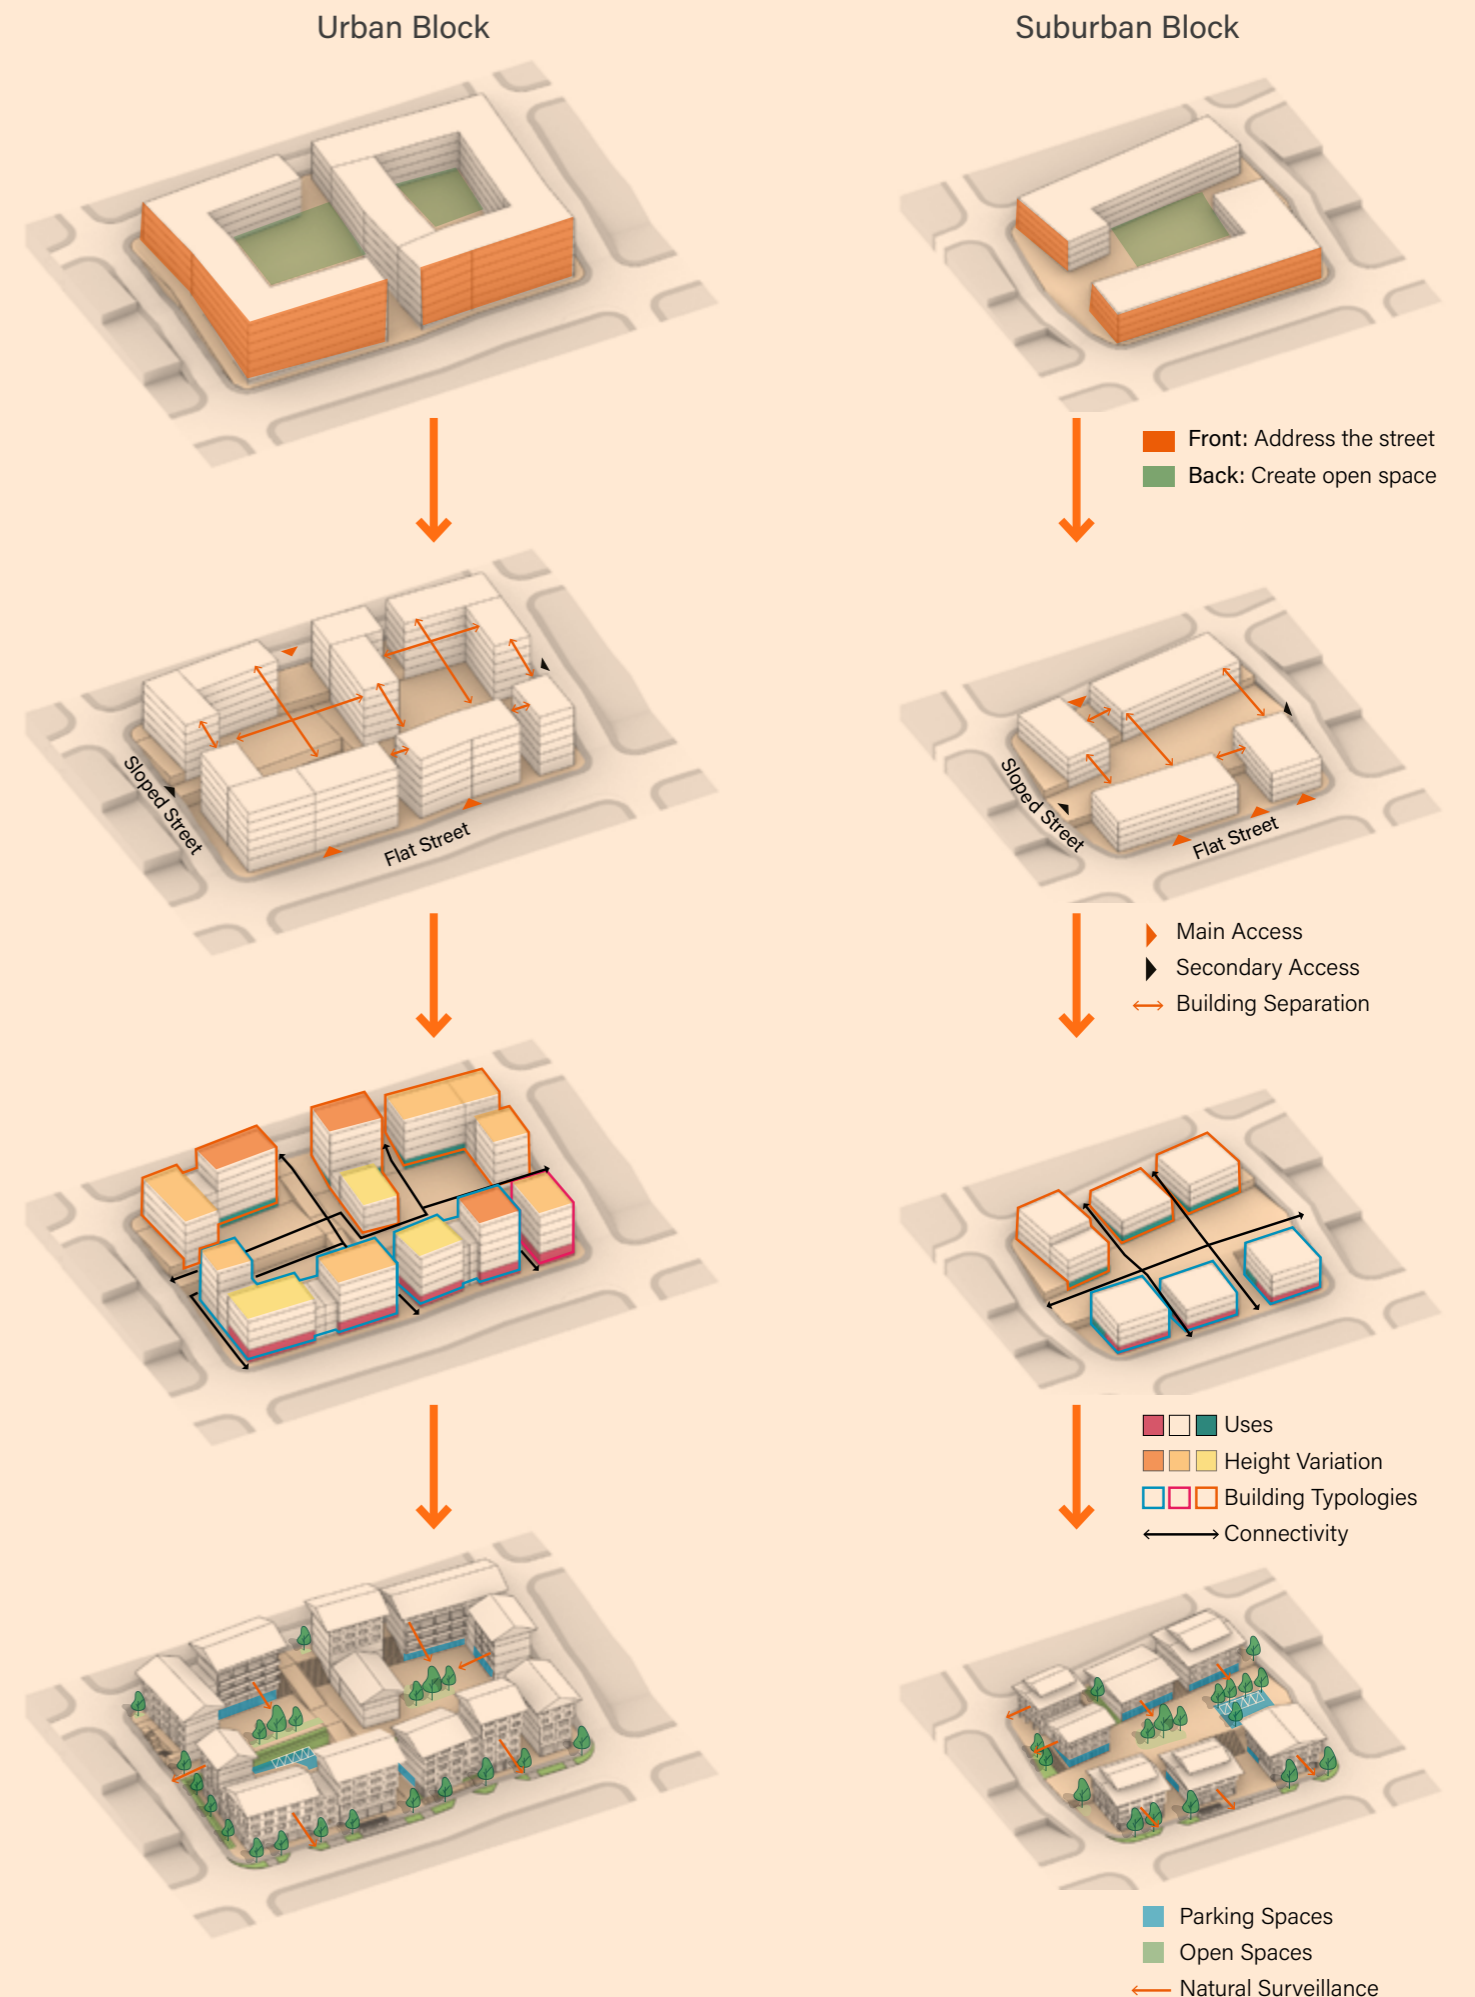 Urban Block
Suburban Block
Front: Address the street
Back: Create open space
Sloped Street
Flat Street
Sloped Street
Flat Street
Main Access
Secondary Access
Building Separation
Uses
Height Variation
Building Typologies
Connectivity
Parking Spaces
Open Spaces
Natural Surveillance